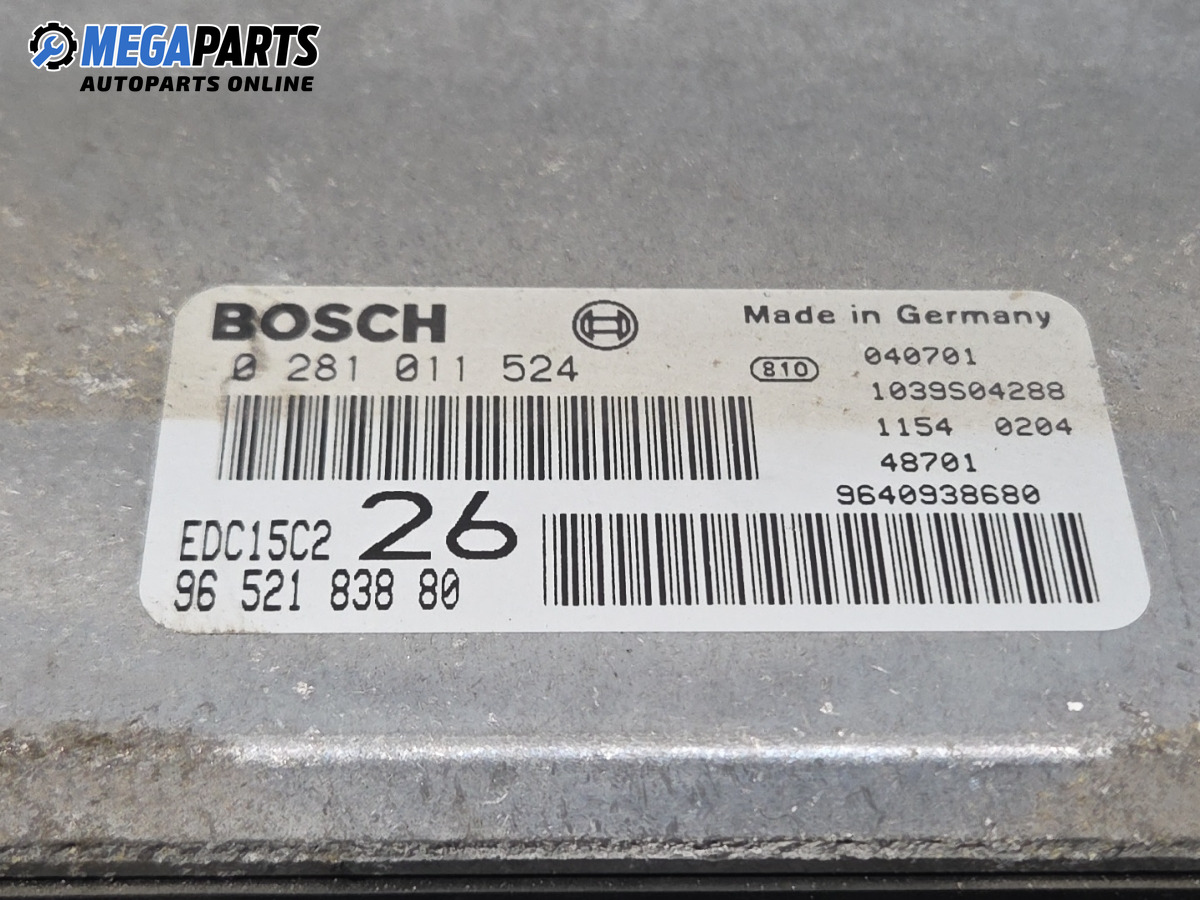 MEGAPARTS
AUTOPARTS ONLINE
BOSCH
Made in Germany
0 281 011 524
810
040701
1039S04288
1154 0204
48701
9640938680
EDC15C2 26
96 521 838 80